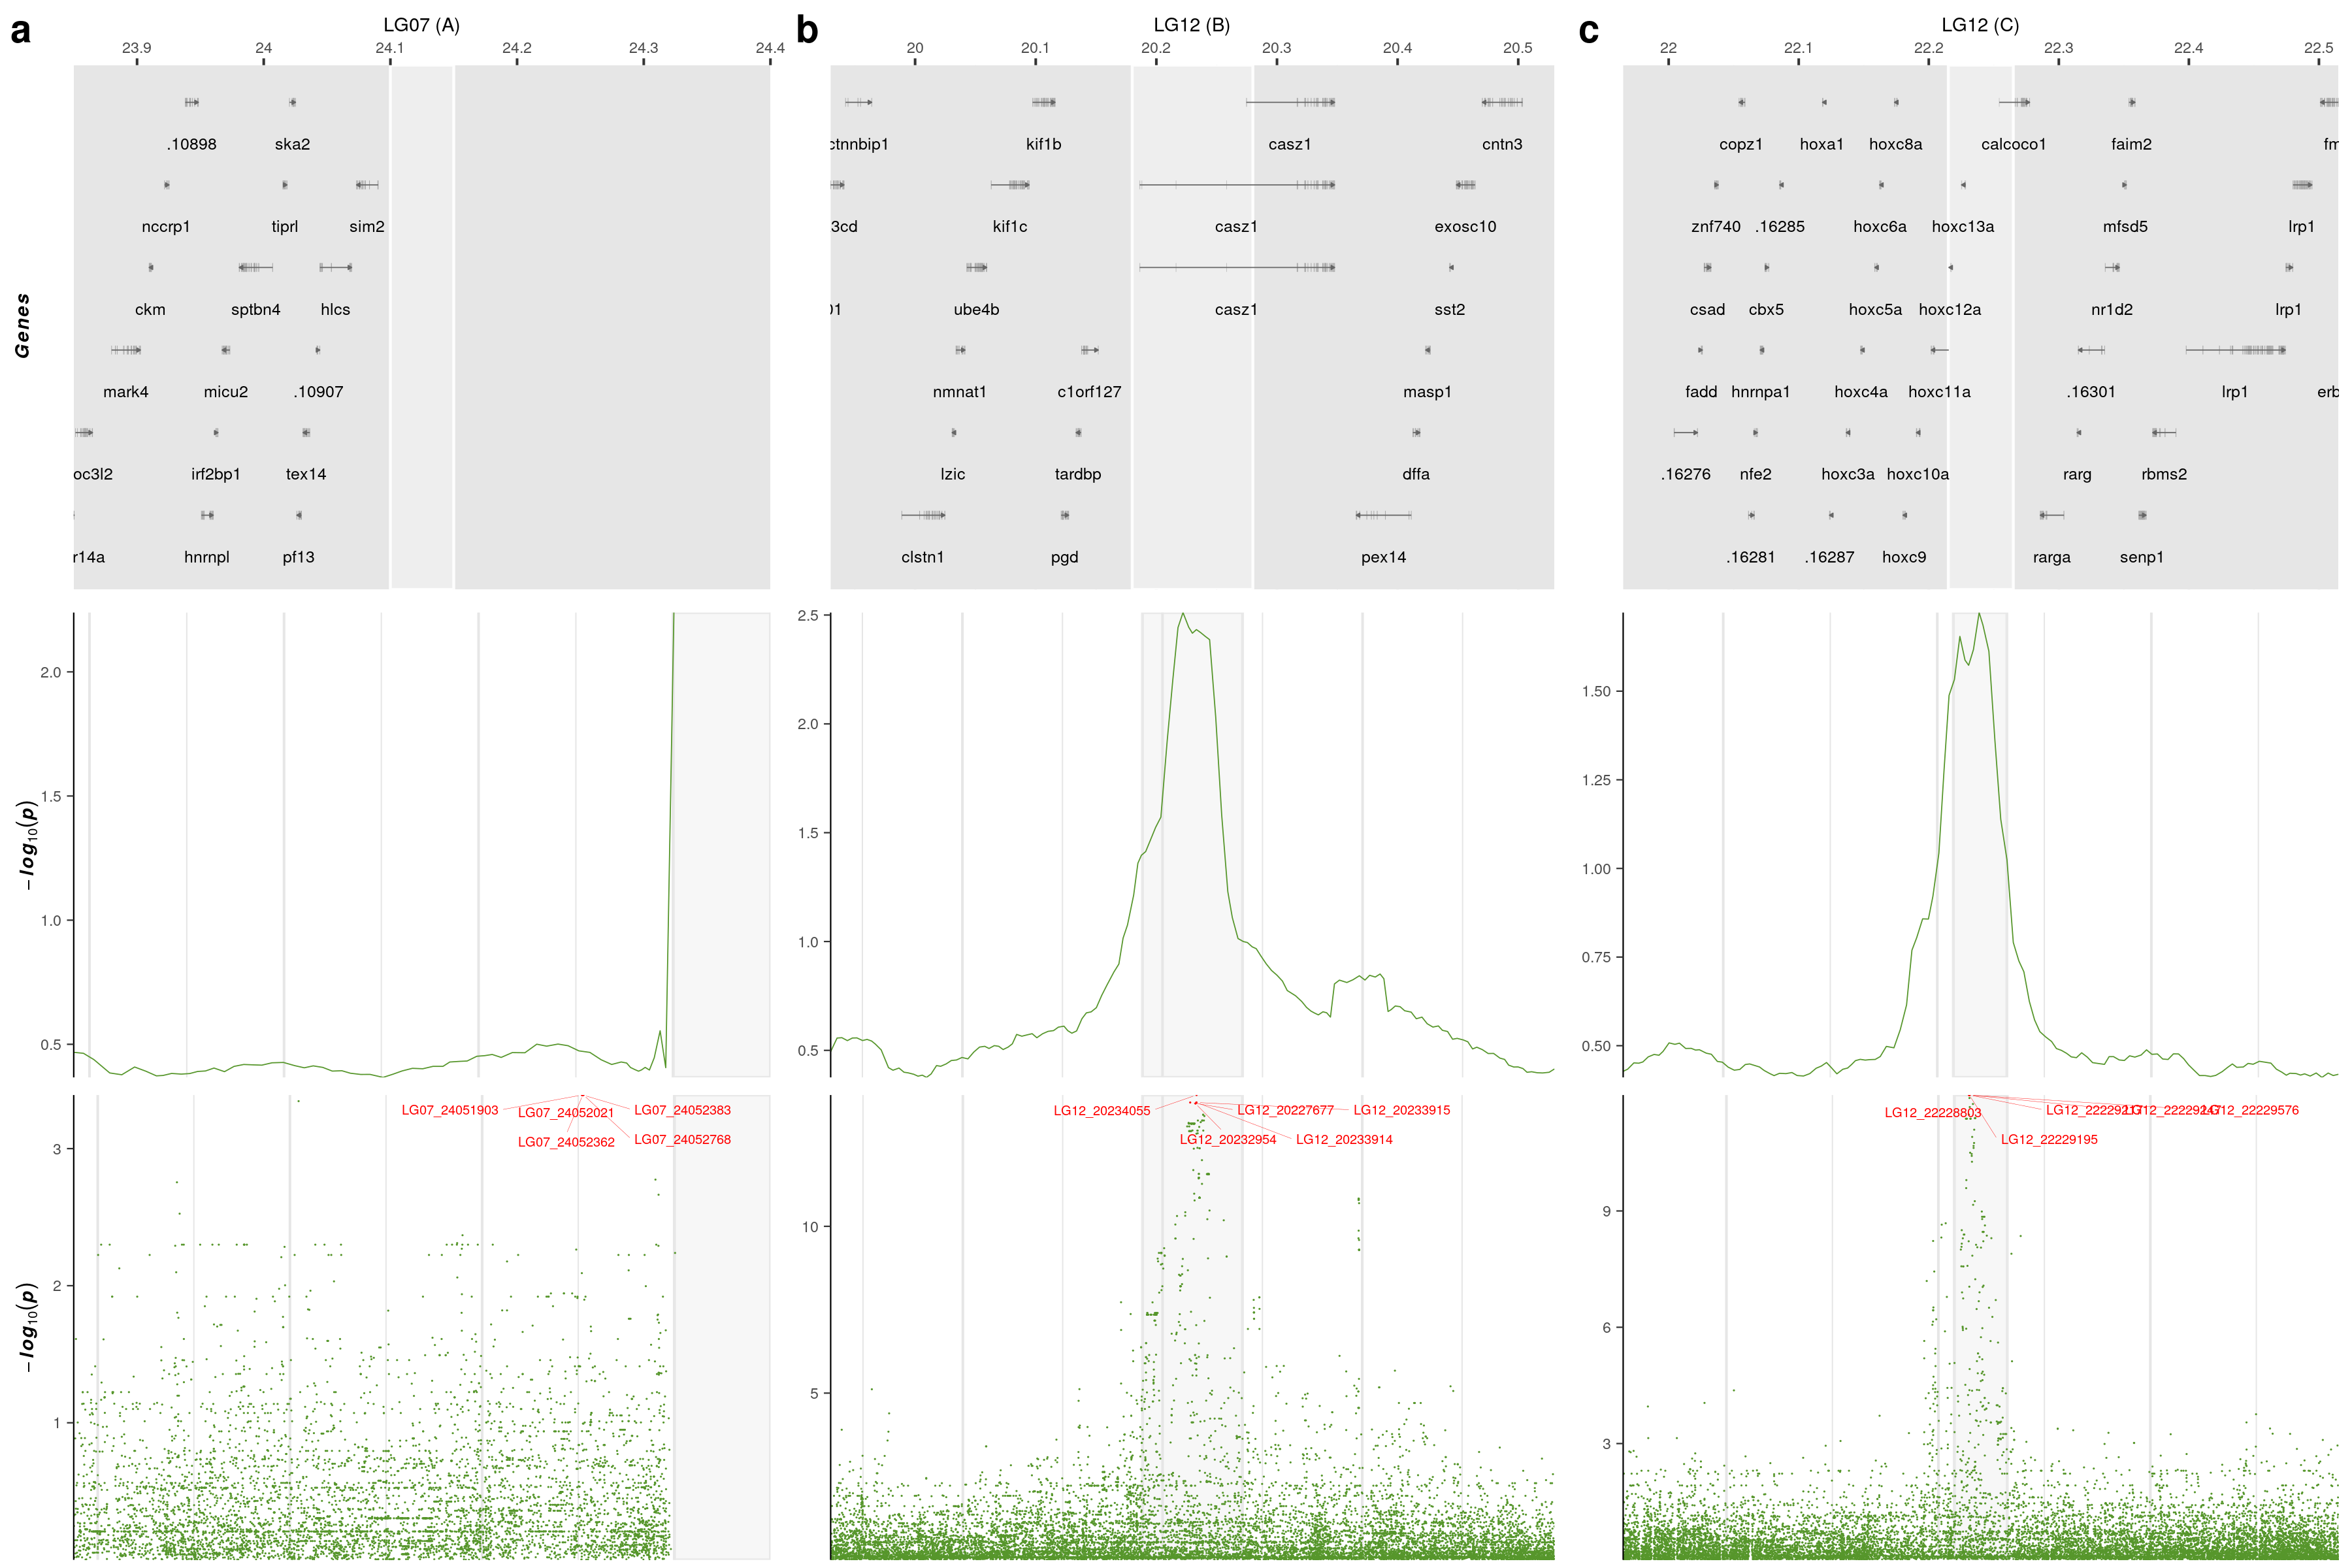 a
LG07 (A)
23.9 24 24.1 24.2 24.3 24.4
.10898 ska2
nccrp1 tiprl sim2
ckm sptbn4 hlcs
mark4 micu2 .10907
oc3l2 irf2bp1 tex14
r14a hnrnpl pf13
Genes
b
LG12 (B)
20 20.1 20.2 20.3 20.4 20.5
ctnnbip1 kif1b casz1 cntn3
3cd kif1c casz1 exosc10
01 ube4b casz1 sst2
nmnat1 c1orf127 masp1
lzic tardbp dffa
clstn1 pgd pex14
c
LG12 (C)
22 22.1 22.2 22.3 22.4 22.5
copz1 hoxa1 hoxc8a calcoco1 faim2 fm
znf740 .16285 hoxc6a hoxc13a mfsd5 lrp1
csad cbx5 hoxc5a hoxc12a nr1d2 lrp1
fadd hnrnpa1 hoxc4a hoxc11a .16301 lrp1 erb
.16276 nfe2 hoxc3a hoxc10a rarg rbms2
.16281 .16287 hoxc9 rarga senp1
−log10(p)
2.0
1.5
1.0
0.5
2.5
2.0
1.5
1.0
0.5
1.50
1.25
1.00
0.75
0.50
−log10(p)
3
2
1
LG07_24051903 LG07_24052021 LG07_24052383
LG07_24052362 LG07_24052768
10
5
LG12_20234055 LG12_20227677 LG12_20233915
LG12_20232954 LG12_20233914
9
6
3
LG12_22228803 LG12_22229576
LG12_22229195